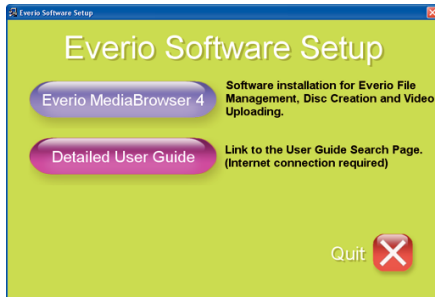 Everio Software Setup
Everio Software Setup
Everio MediaBrowser 4
Software installation for Everio File
Management, Disc Creation and Video
Uploading.
Detailed User Guide
Link to the User Guide Search Page.
(Internet connection required)
Quit